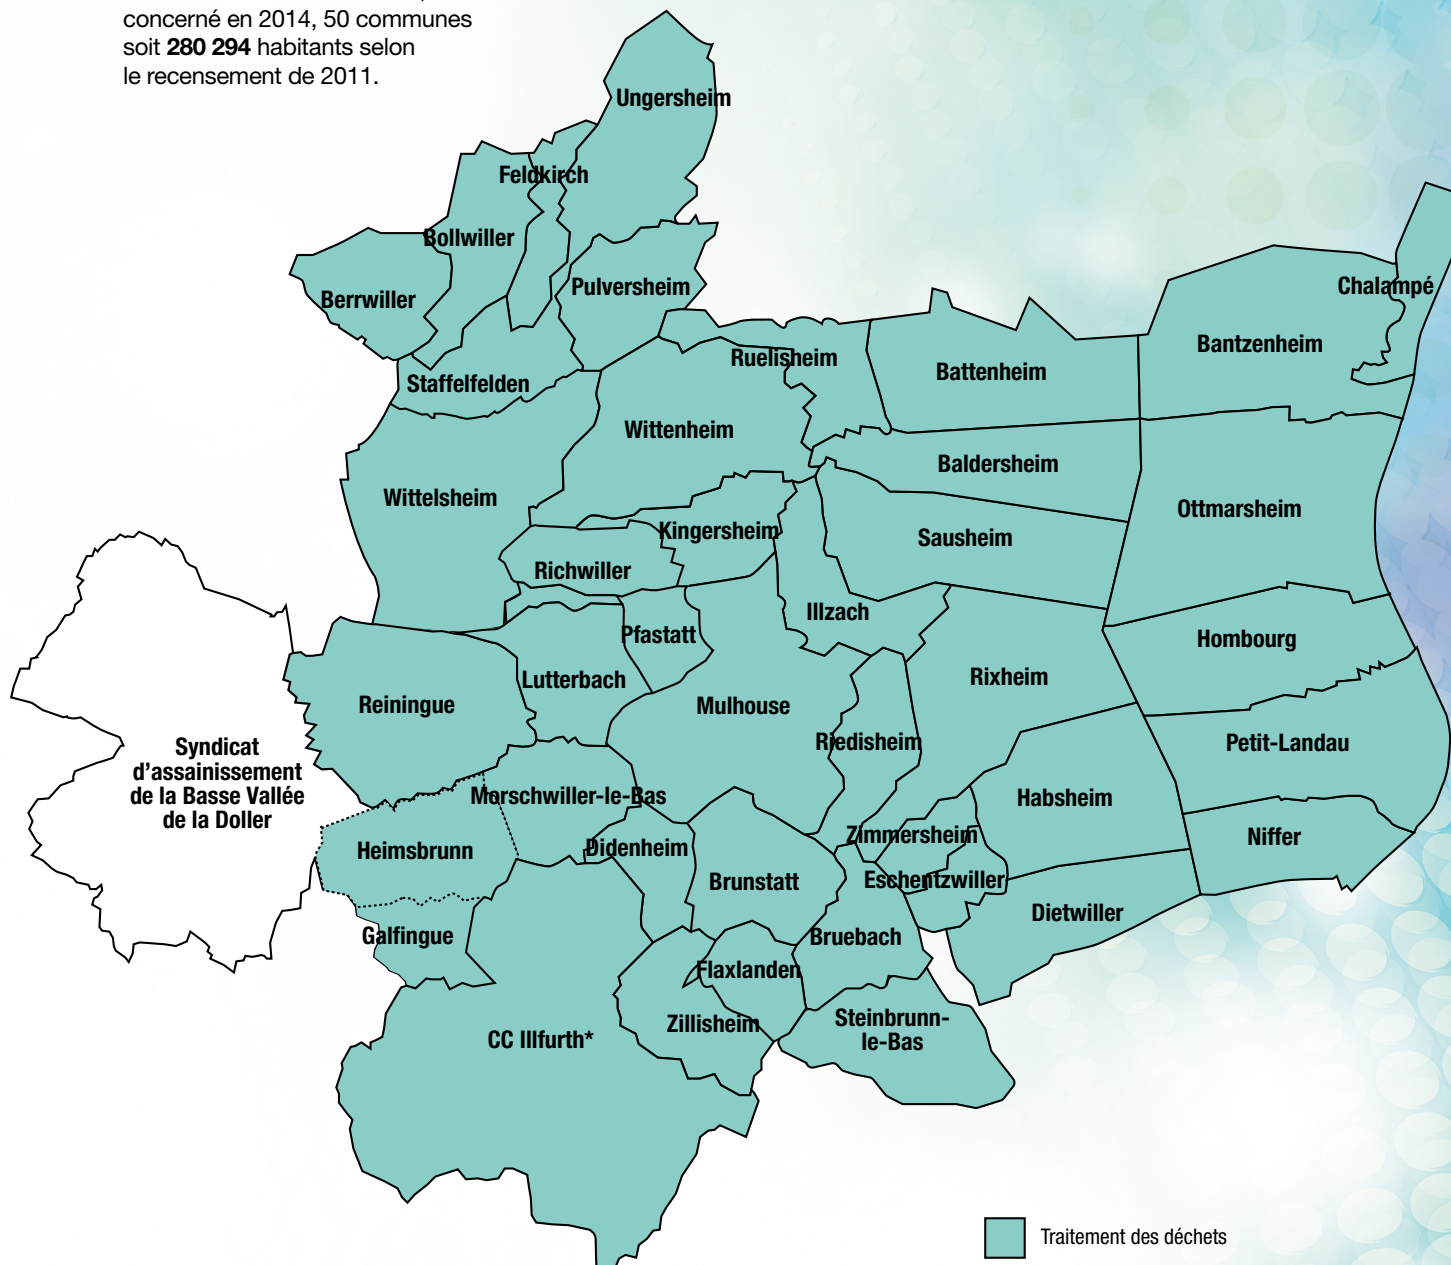 concerné en 2014, 50 communes
soit 280 294 habitants selon
le recensement de 2011.
Ungersheim
Feldkirch
Bollwiller
Berrwiller
Pulversheim
Chalampé
Bantzenheim
Ruelisheim
Battenheim
Staffelfelden
Wittenheim
Baldersheim
Wittelsheim
Ottmarsheim
Kingersheim
Sausheim
Richwiller
Illzach
Pfastatt
Hombourg
Lutterbach
Rixheim
Reiningue
Mulhouse
Riedisheim
Petit-Landau
Syndicat
d'assainissement
de la Basse Vallée
de la Doller
Morschwiller-le-Bas
Habsheim
Zimmersheim
Niffer
Heimsbrunn
Didenheim
Brunstatt
Eschentzwiller
Dietwiller
Galfingue
Bruebach
Flaxlanden
Zillisheim
Steinbrunn-
le-Bas
CC Illfurth*
Traitement des déchets